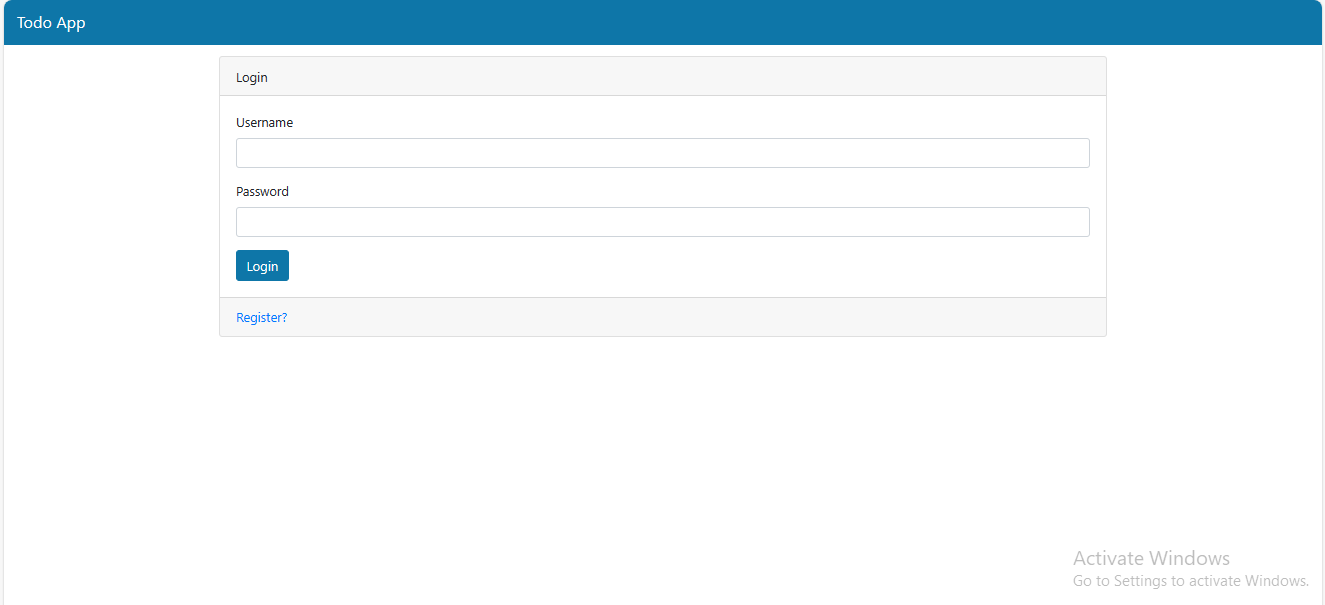 Todo App
Login
Username
Password
Login
Register?
Activate Windows
Go to Settings to activate Windows.